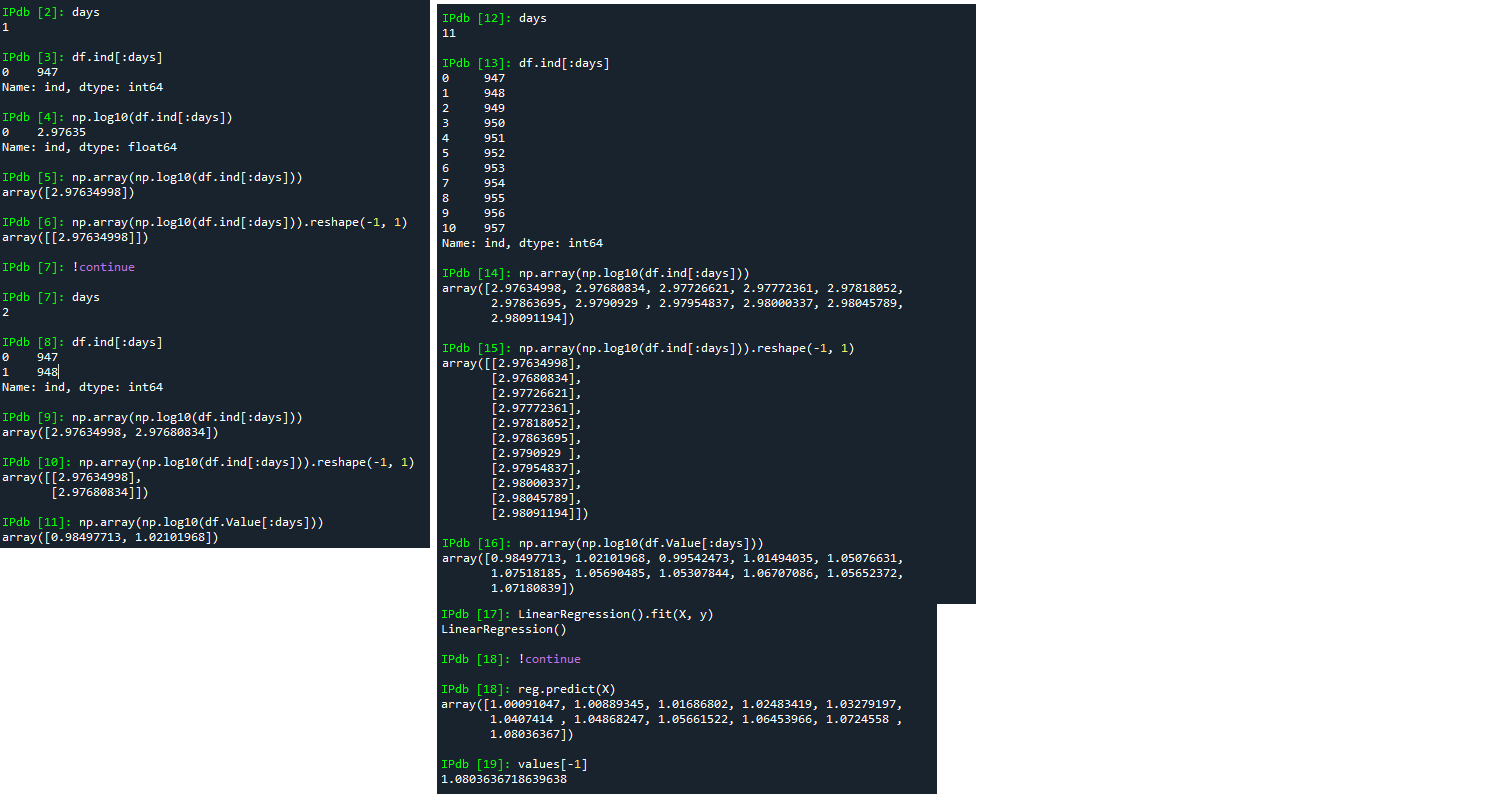 IPdb [2]: days
1
IPdb [3]: df.ind[:days]
0    947
Name: ind, dtype: int64
IPdb [4]: np.log10(df.ind[:days])
0    2.97635
Name: ind, dtype: float64
IPdb [5]: np.array(np.log10(df.ind[:days]))
array([2.97634998])
IPdb [6]: np.array(np.log10(df.ind[:days])).reshape(-1, 1)
array([[2.97634998]])
IPdb [7]: !continue
IPdb [7]: days
2
IPdb [8]: df.ind[:days]
0    947
1    948
Name: ind, dtype: int64
IPdb [9]: np.array(np.log10(df.ind[:days]))
array([2.97634998, 2.97680834])
IPdb [10]: np.array(np.log10(df.ind[:days])).reshape(-1, 1)
array([[2.97634998],
       [2.97680834]])
IPdb [11]: np.array(np.log10(df.Value[:days]))
array([0.98497713, 1.02101968])
IPdb [12]: days
11
IPdb [13]: df.ind[:days]
0     947
1     948
2     949
3     950
4     951
5     952
6     953
7     954
8     955
9     956
10    957
Name: ind, dtype: int64
IPdb [14]: np.array(np.log10(df.ind[:days]))
array([2.97634998, 2.97680834, 2.97726621, 2.97772361, 2.97818052,
       2.97863695, 2.9790929 , 2.97954837, 2.98000337, 2.98045789,
       2.98091194])
IPdb [15]: np.array(np.log10(df.ind[:days])).reshape(-1, 1)
array([[2.97634998],
       [2.97680834],
       [2.97726621],
       [2.97772361],
       [2.97818052],
       [2.97863695],
       [2.9790929 ],
       [2.97954837],
       [2.98000337],
       [2.98045789],
       [2.98091194]])
IPdb [16]: np.array(np.log10(df.Value[:days]))
array([0.98497713, 1.02101968, 0.99542473, 1.01494035, 1.05076631,
       1.07518185, 1.05690485, 1.05307844, 1.06707086, 1.05652372,
       1.07180839])
IPdb [17]: LinearRegression().fit(X, y)
LinearRegression()
IPdb [18]: !continue
IPdb [18]: reg.predict(X)
array([1.00091047, 1.00889345, 1.01686802, 1.02483419, 1.03279197,
       1.0407414 , 1.04868247, 1.05661522, 1.06453966, 1.0724558 ,
       1.08036367])
IPdb [19]: values[-1]
1.0803636718639638